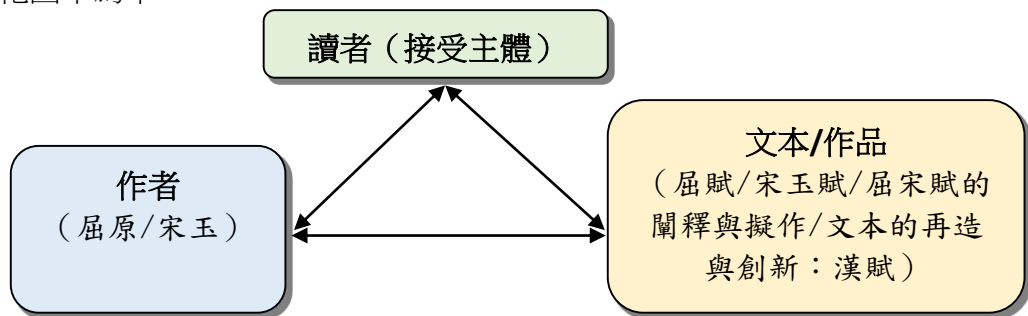 讀者（接受主體）
作者
（屈原/宋玉）
文本/作品
（屈賦/宋玉賦/屈宋賦的
闡釋與擬作/文本的再造
與創新：漢賦）